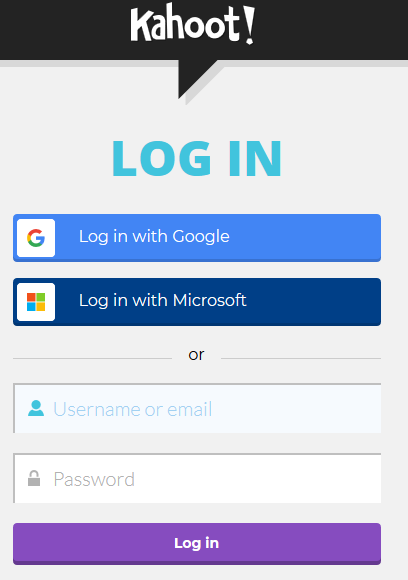 Kahoot!
LOG IN
Log in with Google
Log in with Microsoft
or
Username or email
Password
Log in